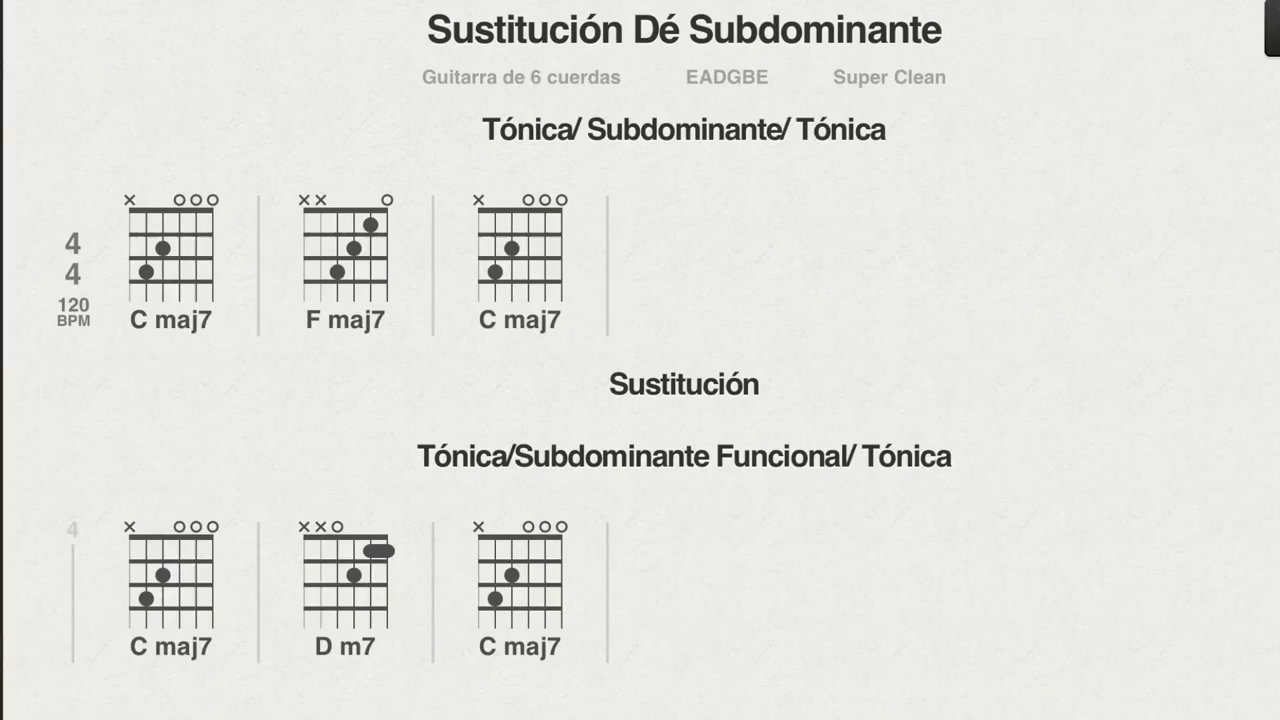 Sustitución Dé Subdominante
Guitarra de 6 cuerdas EADGBE Super Clean
Tónica/ Subdominante/ Tónica
4
4
120
BPM
C maj7 F maj7 C maj7
Sustitución
Tónica/Subdominante Funcional/ Tónica
4
C maj7 D m7 C maj7